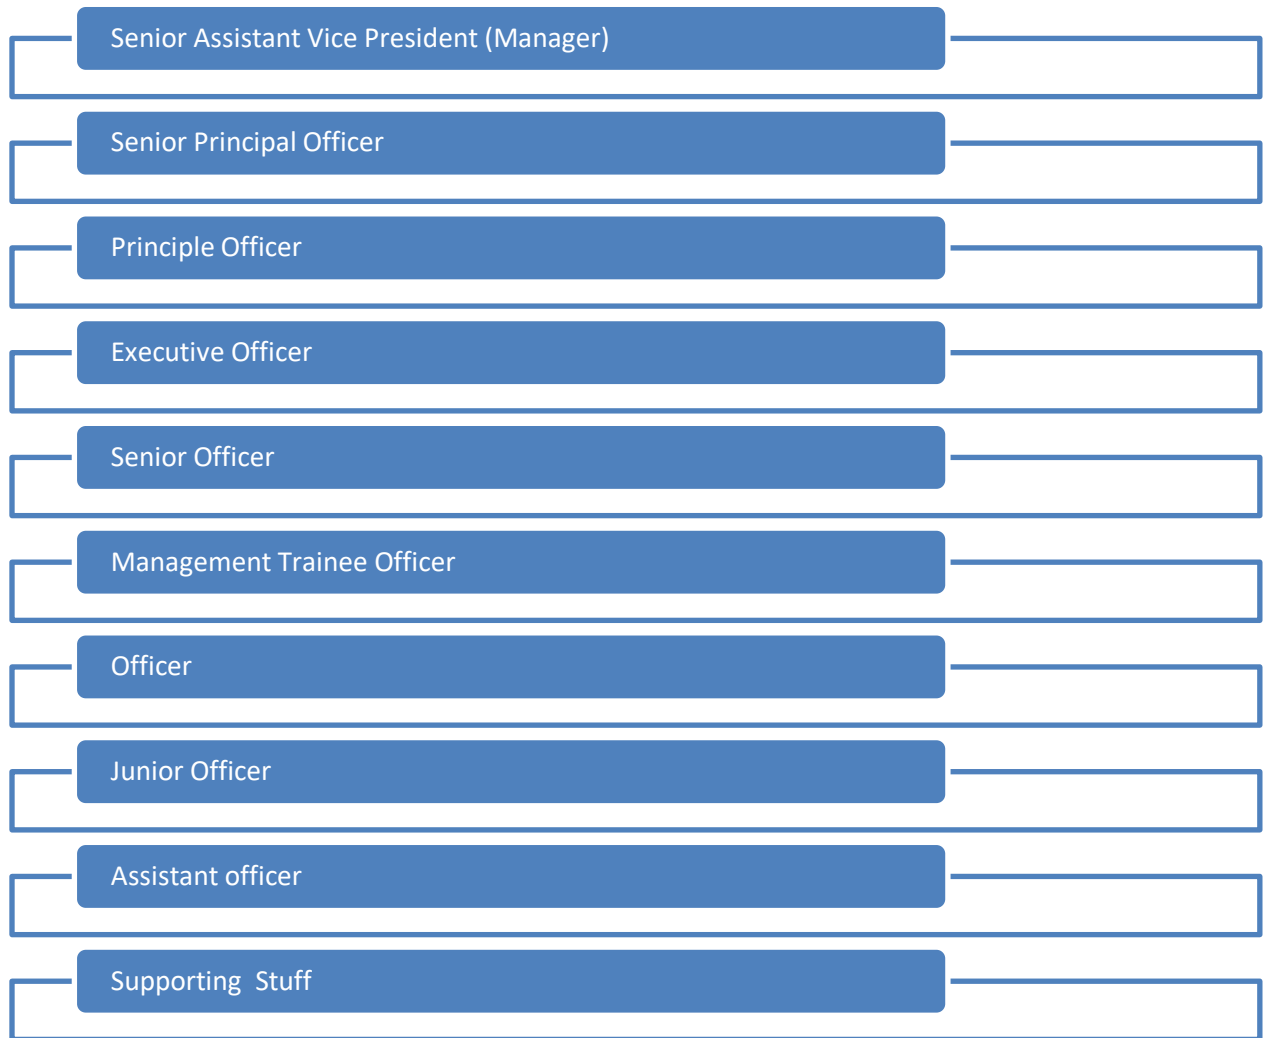 Senior Assistant Vice President (Manager)
Senior Principal Officer
Principle Officer
Executive Officer
Senior Officer
Management Trainee Officer
Officer
Junior Officer
Assistant officer
Supporting  Stuff